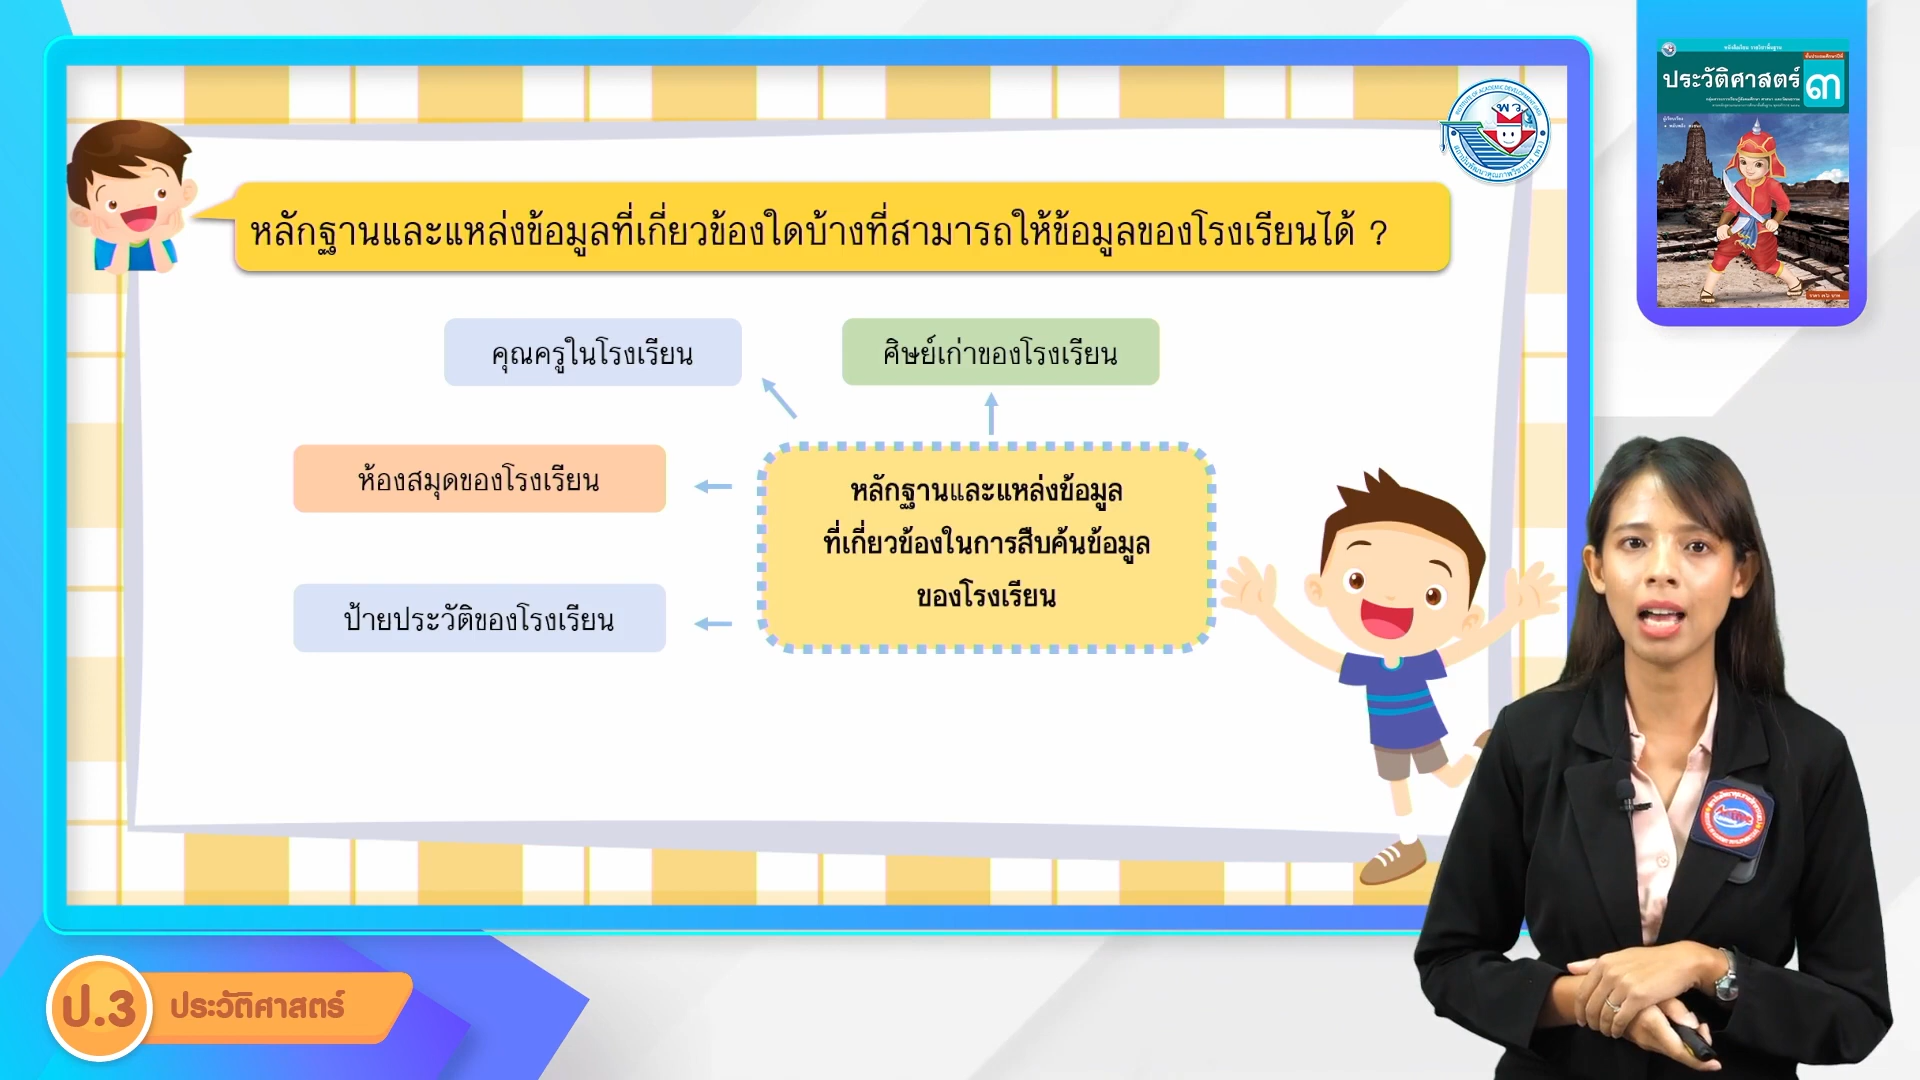 หลักฐานและแหล่งข้อมูลที่เกี่ยวข้องใดบ้างที่สามารถให้ข้อมูลของโรงเรียนได้ ?
คุณครูในโรงเรียน
ศิษย์เก่าของโรงเรียน
ห้องสมุดของโรงเรียน
ป้ายประวัติของโรงเรียน
หลักฐานและแหล่งข้อมูล
ที่เกี่ยวข้องในการสืบค้นข้อมูล
ของโรงเรียน
พว.
ประวัติศาสตร์ ๓
ป.3 ประวัติศาสตร์